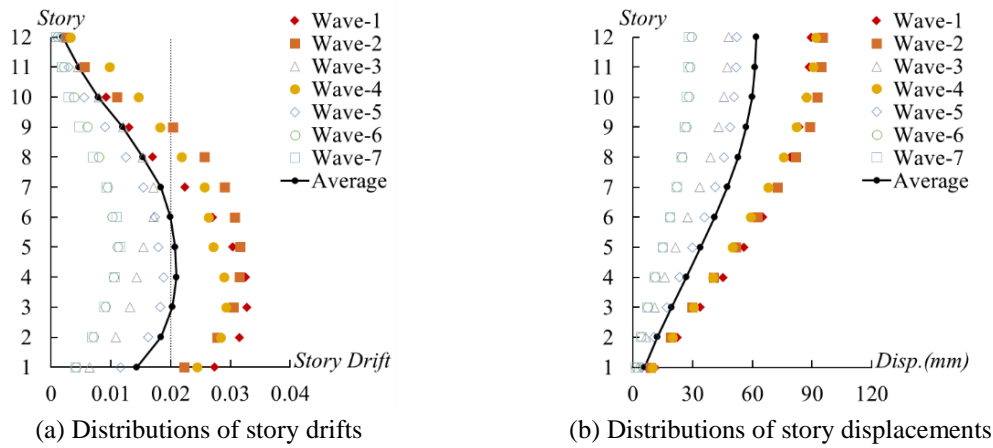 Story
12
11
10
9
8
7
6
5
4
3
2
1
0
0.01
0.02
0.03
0.04
Story Drift
Wave-1
Wave-2
Wave-3
Wave-4
Wave-5
Wave-6
Wave-7
Average
(a) Distributions of story drifts
Story
12
11
10
9
8
7
6
5
4
3
2
1
0
30
60
90
120
Disp.(mm)
Wave-1
Wave-2
Wave-3
Wave-4
Wave-5
Wave-6
Wave-7
Average
(b) Distributions of story displacements